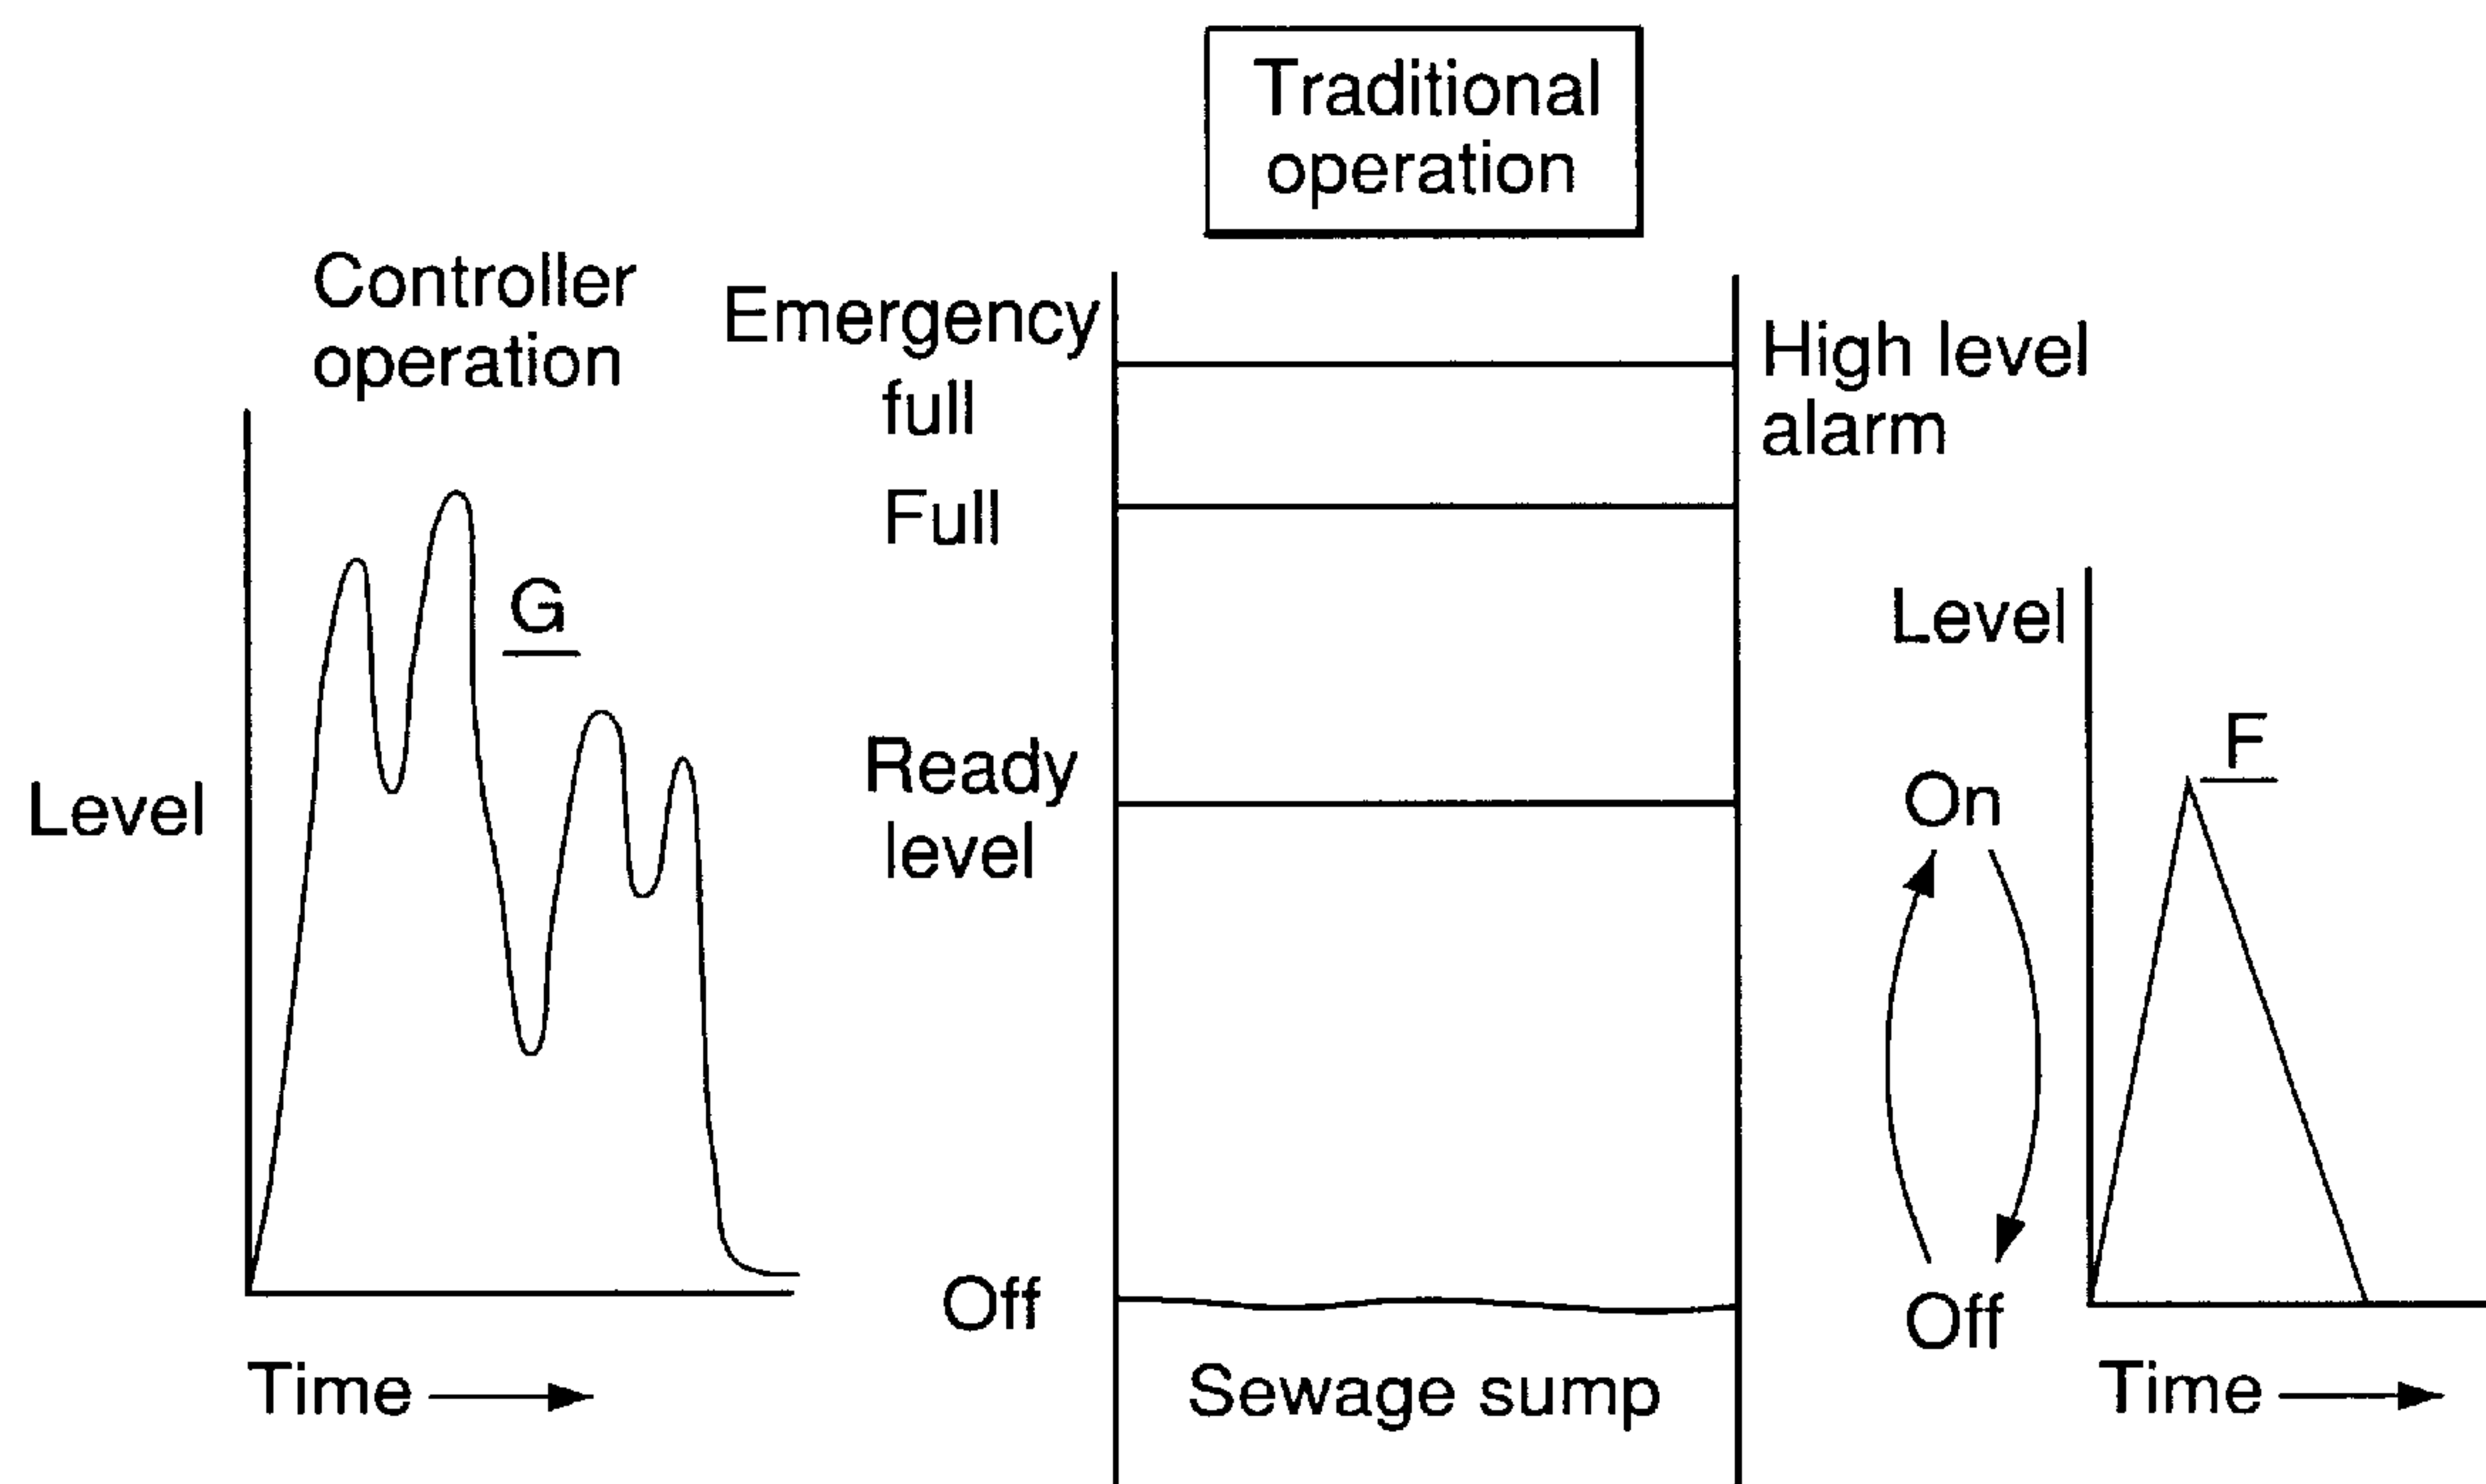 Traditional
operation
Controller
operation
Emergency
full
High level
alarm
Full
G
Level
F
Level
Ready
level
On
Off
Off
Time
Sewage sump
Time